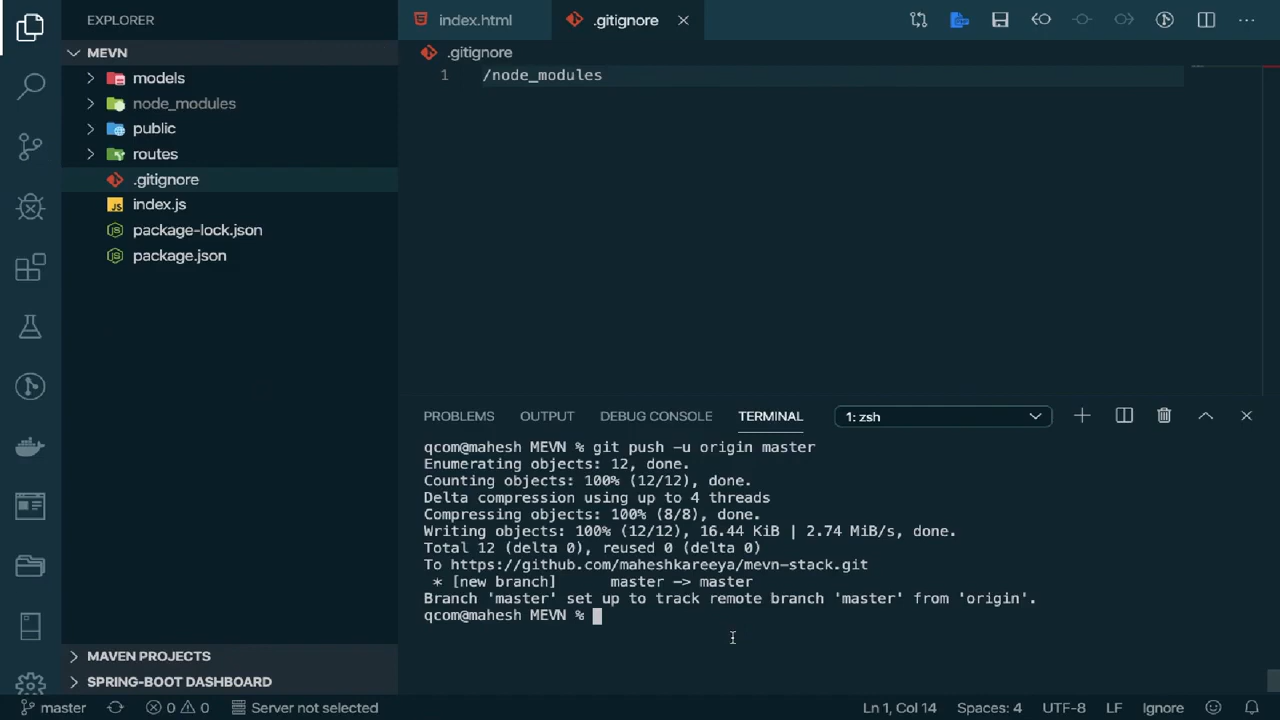 EXPLORER
index.html
.gitignore
MEVN
.gitignore
models
1 /node_modules
node_modules
public
routes
.gitignore
index.js
package-lock.json
package.json
PROBLEMS OUTPUT DEBUG CONSOLE TERMINAL 1: zsh
qcom@mahesh MEVN % git push -u origin master
Enumerating objects: 12, done.
Counting objects: 100% (12/12), done.
Delta compression using up to 4 threads
Compressing objects: 100% (8/8), done.
Writing objects: 100% (12/12), 16.44 KiB | 2.74 MiB/s, done.
Total 12 (delta 0), reused 0 (delta 0)
To https://github.com/maheshkareeya/mevn-stack.git
* [new branch] master -> master
Branch 'master' set up to track remote branch 'master' from 'origin'.
qcom@mahesh MEVN %
MAVEN PROJECTS
SPRING-BOOT DASHBOARD
master 0 0 Server not selected Ln 1, Col 14 Spaces: 4 UTF-8 LF Ignore